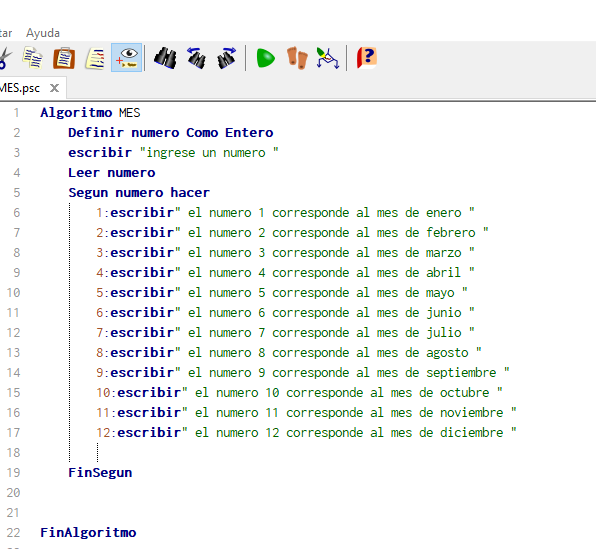 tar Ayuda
MES.psc X
1 Algoritmo MES
2 Definir numero Como Entero
3 escribir "ingrese un numero "
4 Leer numero
5 Segun numero hacer
6 1:escribir" el numero 1 corresponde al mes de enero "
7 2:escribir" el numero 2 corresponde al mes de febrero "
8 3:escribir" el numero 3 corresponde al mes de marzo "
9 4:escribir" el numero 4 corresponde al mes de abril "
10 5:escribir" el numero 5 corresponde al mes de mayo "
11 6:escribir" el numero 6 corresponde al mes de junio "
12 7:escribir" el numero 7 corresponde al mes de julio "
13 8:escribir" el numero 8 corresponde al mes de agosto "
14 9:escribir" el numero 9 corresponde al mes de septiembre "
15 10:escribir" el numero 10 corresponde al mes de octubre "
16 11:escribir" el numero 11 corresponde al mes de noviembre "
17 12:escribir" el numero 12 corresponde al mes de diciembre "
18
19 FinSegun
20
21
22 FinAlgoritmo